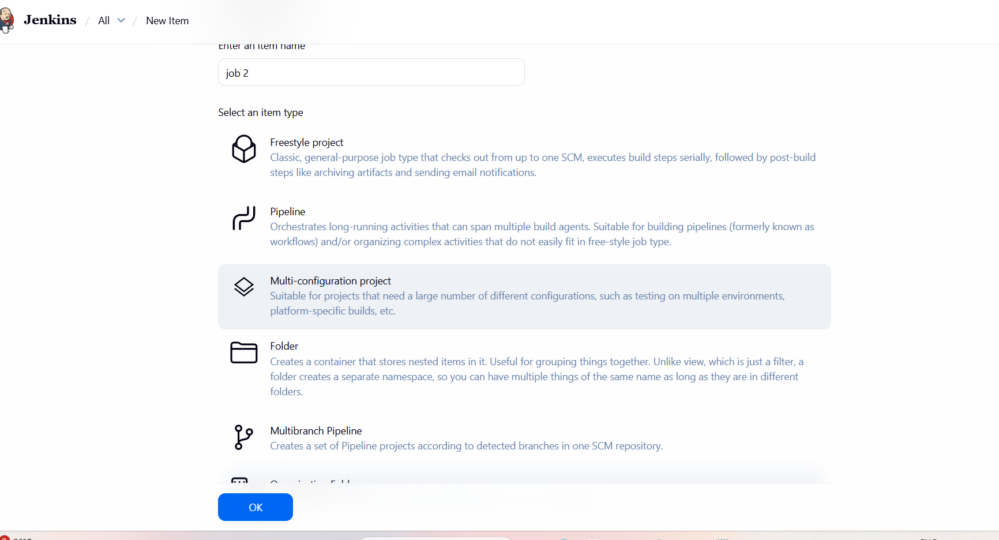 Jenkins / All / New Item
Enter an item name
job 2
Select an item type
Freestyle project
Classic, general-purpose job type that checks out from up to one SCM, executes build steps serially, followed by post-build
steps like archiving artifacts and sending email notifications.
Pipeline
Orchestrates long-running activities that can span multiple build agents. Suitable for building pipelines (formerly known as
workflows) and/or organizing complex activities that do not easily fit in free-style job type.
Multi-configuration project
Suitable for projects that need a large number of different configurations, such as testing on multiple environments,
platform-specific builds, etc.
Folder
Creates a container that stores nested items in it. Useful for grouping things together. Unlike view, which is just a filter, a
folder creates a separate namespace, so you can have multiple things of the same name as long as they are in different
folders.
Multibranch Pipeline
Creates a set of Pipeline projects according to detected branches in one SCM repository.
OK